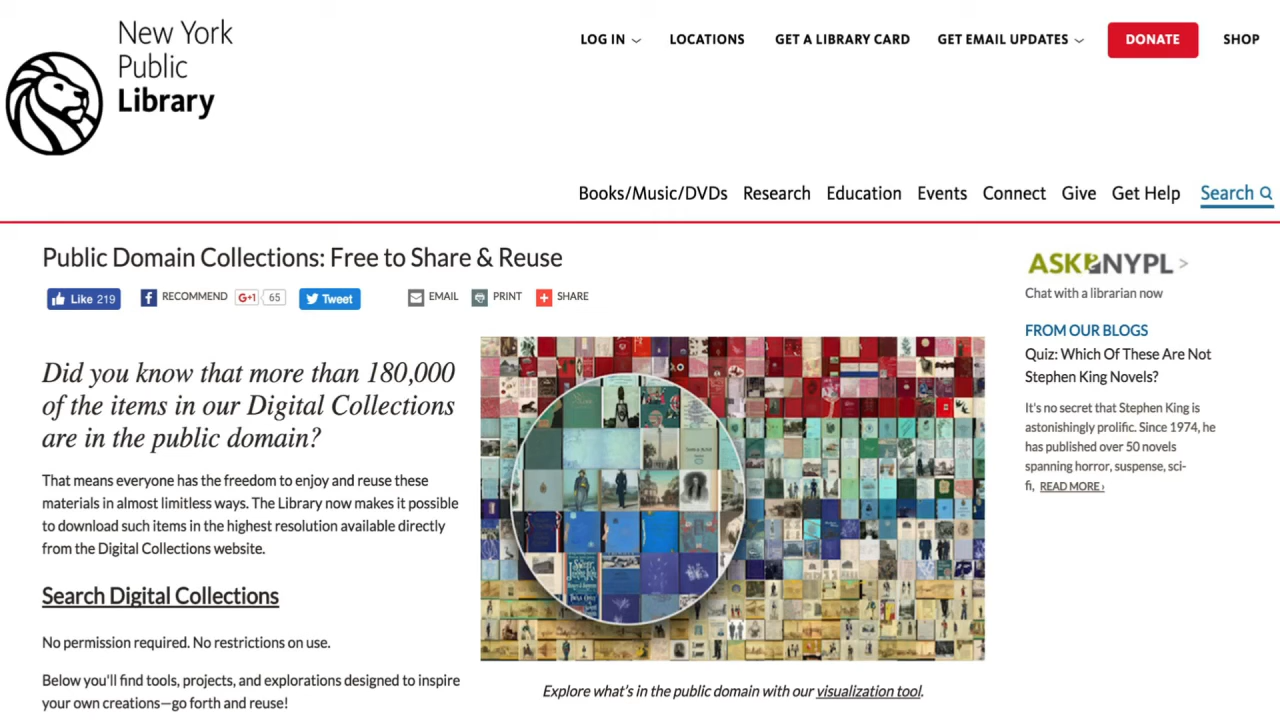 New York
Public
Library
LOG IN
LOCATIONS
GET A LIBRARY CARD
GET EMAIL UPDATES
DONATE
SHOP
Books/Music/DVDs
Research
Education
Events
Connect
Give
Get Help
Search
Public Domain Collections: Free to Share & Reuse
Like 219
RECOMMEND
G+1
65
Tweet
EMAIL
PRINT
SHARE
Did you know that more than 180,000
of the items in our Digital Collections
are in the public domain?
That means everyone has the freedom to enjoy and reuse these
materials in almost limitless ways. The Library now makes it possible
to download such items in the highest resolution available directly
from the Digital Collections website.
Search Digital Collections
No permission required. No restrictions on use.
Below you'll find tools, projects, and explorations designed to inspire
your own creations—go forth and reuse!
Explore what's in the public domain with our visualization tool.
ASK NYPL >
Chat with a librarian now
FROM OUR BLOGS
Quiz: Which Of These Are Not
Stephen King Novels?
It's no secret that Stephen King is
astonishingly prolific. Since 1974, he
has published over 50 novels
spanning horror, suspense, sci-
fi, READ MORE ›